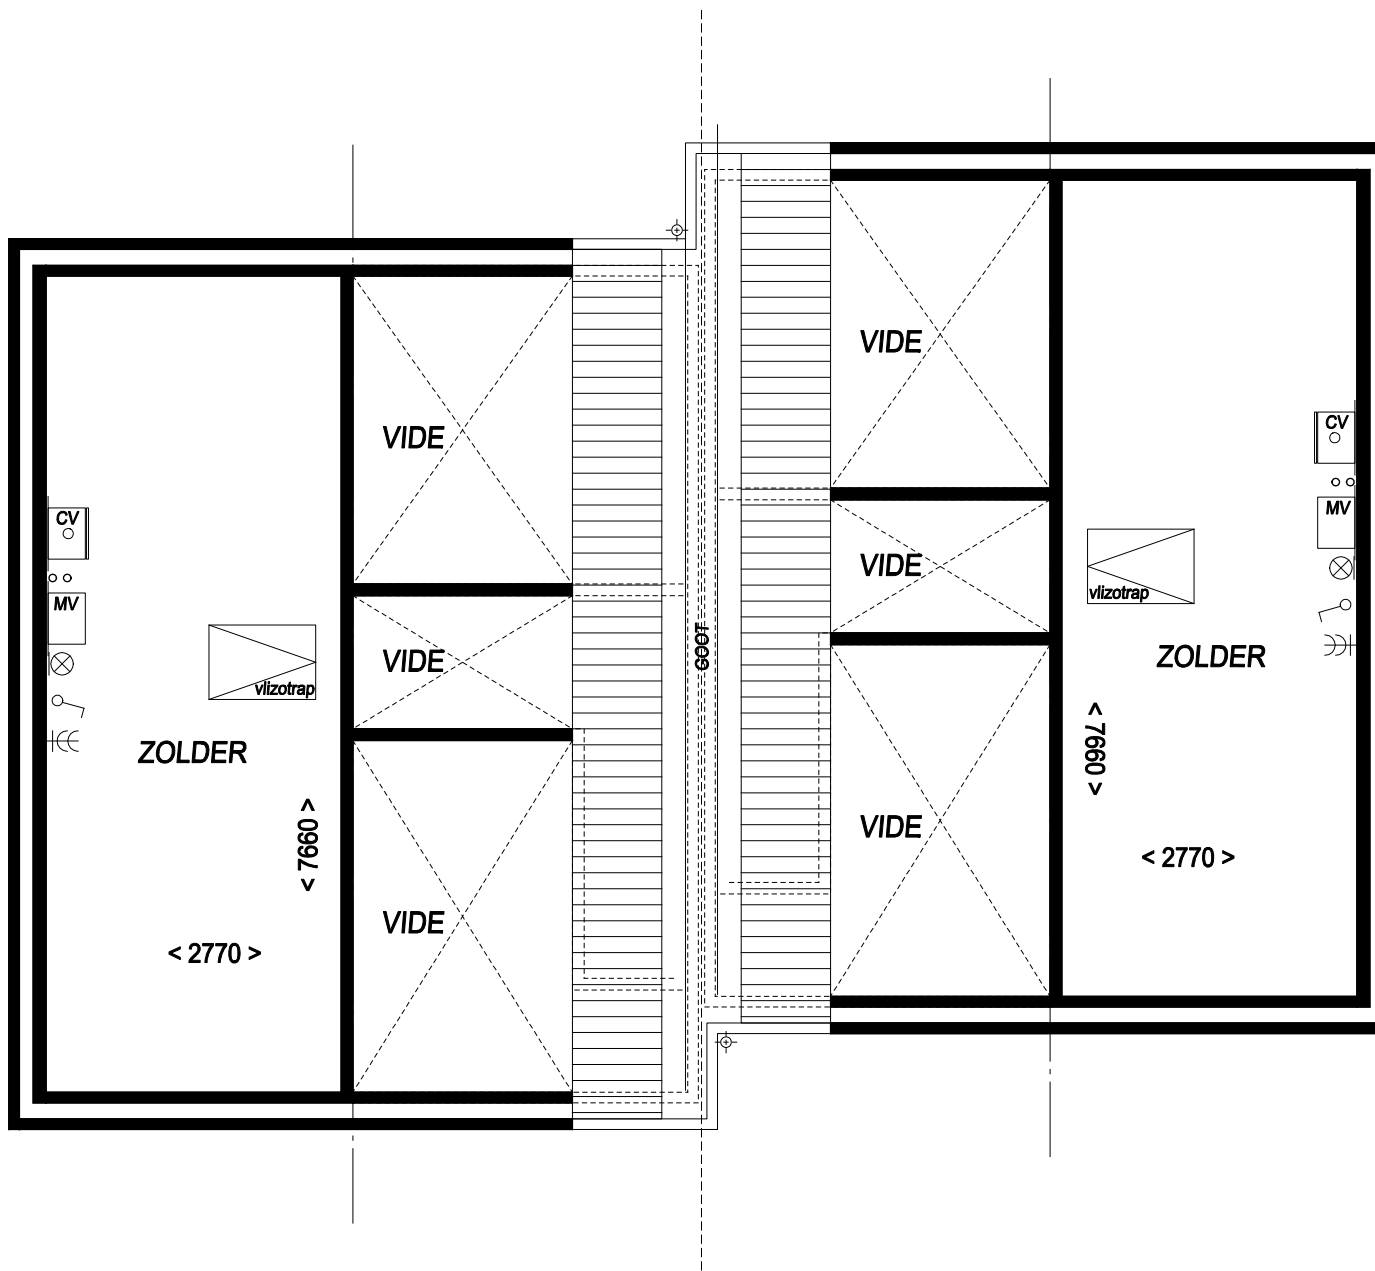 VIDE
CV
MV
vlizotrap
VIDE
ZOLDER
< 7660 >
VIDE
< 2770 >
GOOT
VIDE
CV
MV
VIDE
vlizotrap
ZOLDER
< 7660 >
VIDE
< 2770 >